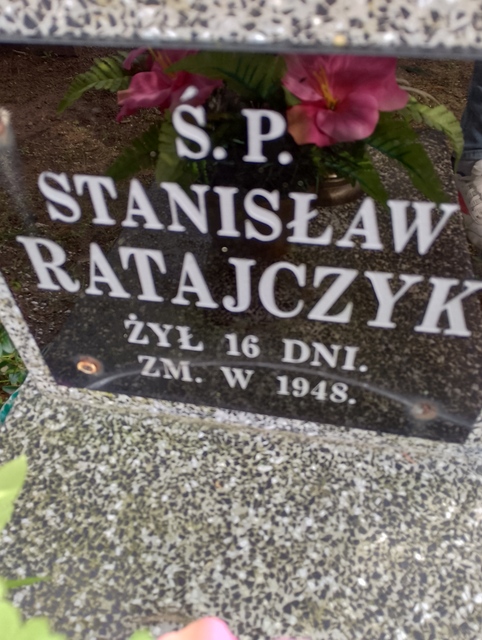 Ś. P.
STANISŁAW
RATAJCZYK
ŻYŁ 16 DNI.
ZM. W 1948.